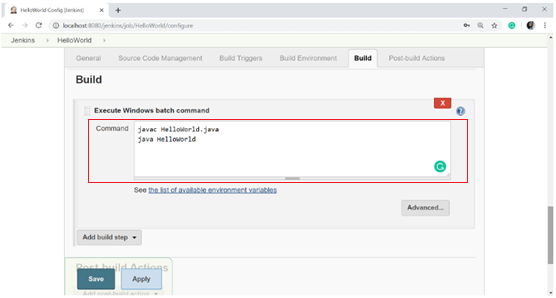 HelloWorld Config [Jenkins]
localhost:8080/jenkins/job/HelloWorld/configure
Jenkins HelloWorld
General Source Code Management Build Triggers Build Environment Build Post-build Actions
Build
X
Execute Windows batch command
Command
javac HelloWorld.java
java HelloWorld
See the list of available environment variables
Advanced...
Add build step
Post build Actions
Save Apply
Add post-build action